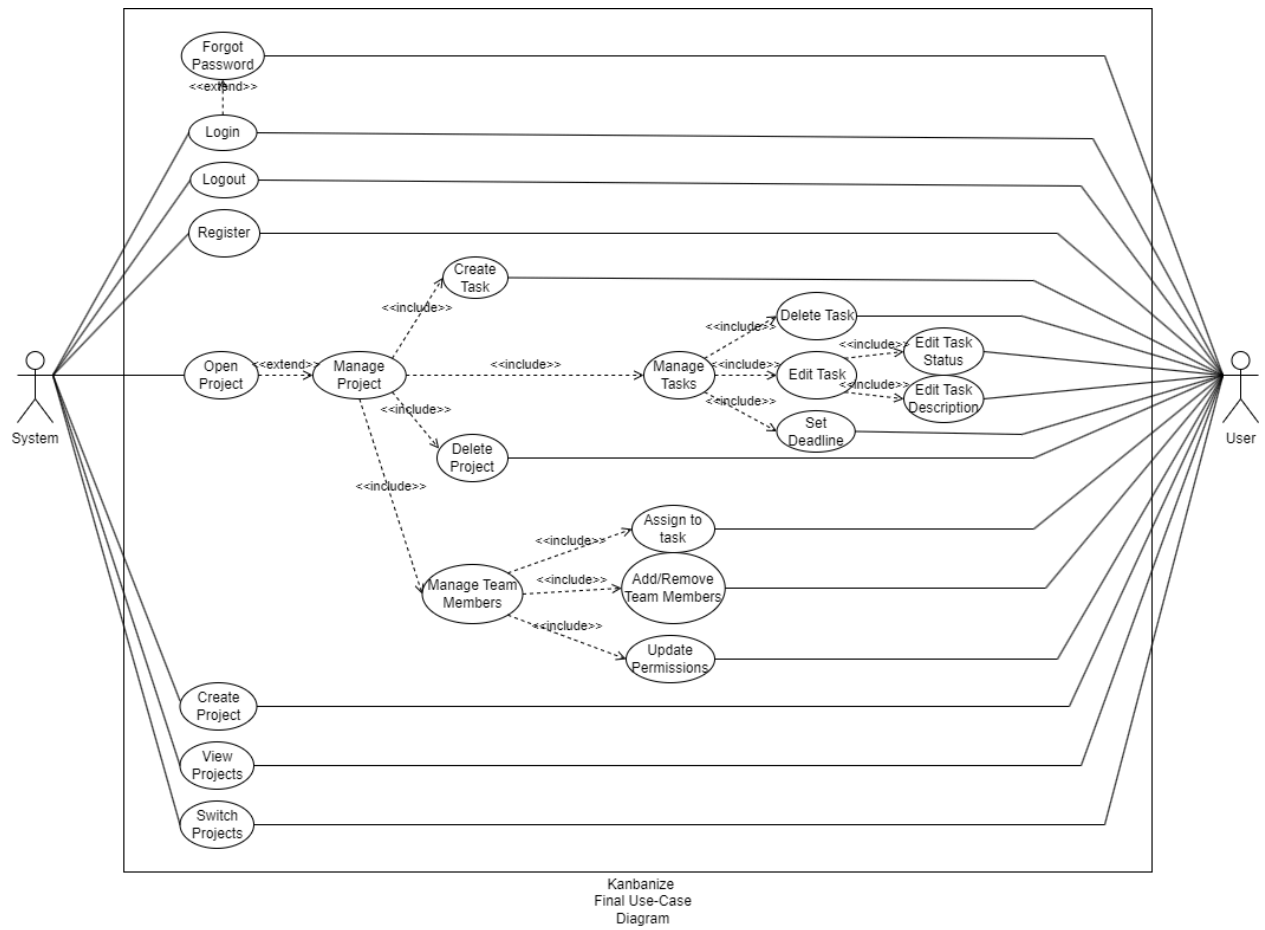 Forgot
Password
<<extend>>
Login
Logout
Register
Create
Task
<<include>>
Delete Task
<<include>>
Edit Task
Status
<<include>>
Open
Project
<<extend>>
Manage
Project
<<include>>
Manage
Tasks
<<include>>
Edit Task
<<include>>
Edit Task
Description
<<include>>
Set
Deadline
<<include>>
Delete
Project
System
User
<<include>>
Assign to
task
<<include>>
Manage Team
Members
<<include>>
Add/Remove
Team Members
<<include>>
Update
Permissions
Create
Project
View
Projects
Switch
Projects
Kanbanize
Final Use-Case
Diagram